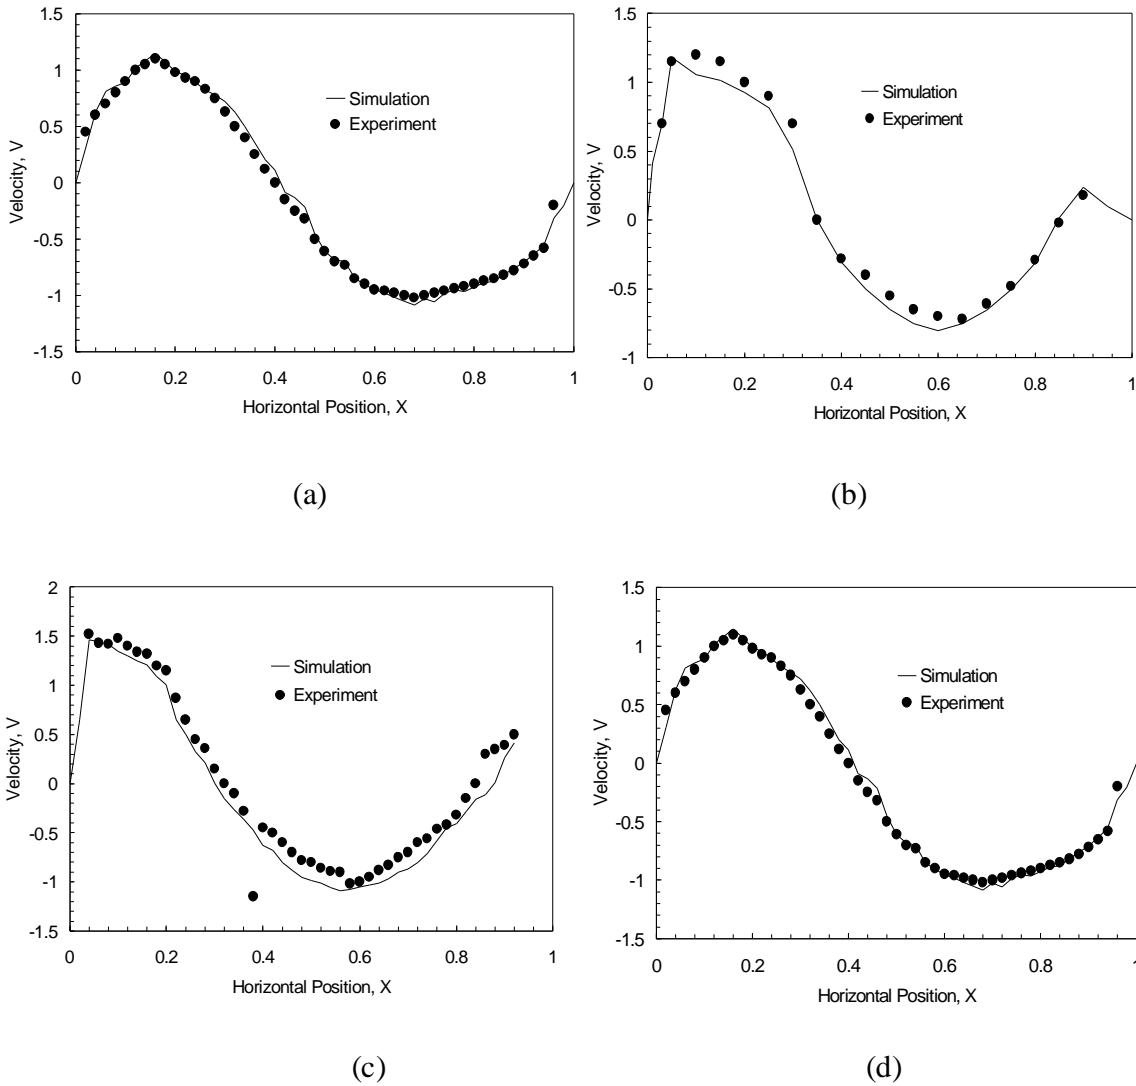 1.5
1
0.5
0
-0.5
-1
-1.5
Velocity, V
Simulation
Experiment
0 0.2 0.4 0.6 0.8 1
Horizontal Position, X
(a)
1.5
1
0.5
0
-0.5
-1
Velocity, V
Simulation
Experiment
0 0.2 0.4 0.6 0.8 1
Horizontal Position, X
(b)
2
1.5
1
0.5
0
-0.5
-1
-1.5
Velocity, V
Simulation
Experiment
0 0.2 0.4 0.6 0.8 1
Horizontal Position, X
(c)
1.5
1
0.5
0
-0.5
-1
-1.5
Velocity, V
Simulation
Experiment
0 0.2 0.4 0.6 0.8 1
Horizontal Position, X
(d)